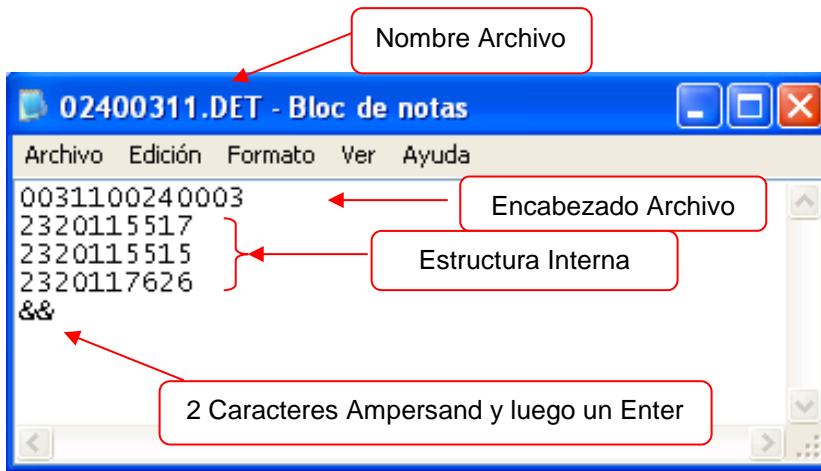 Nombre Archivo
02400311.DET - Bloc de notas
Archivo Edición Formato Ver Ayuda
0031100240003
Encabezado Archivo
2320115517
2320115515
2320117626
Estructura Interna
&&
2 Caracteres Ampersand y luego un Enter